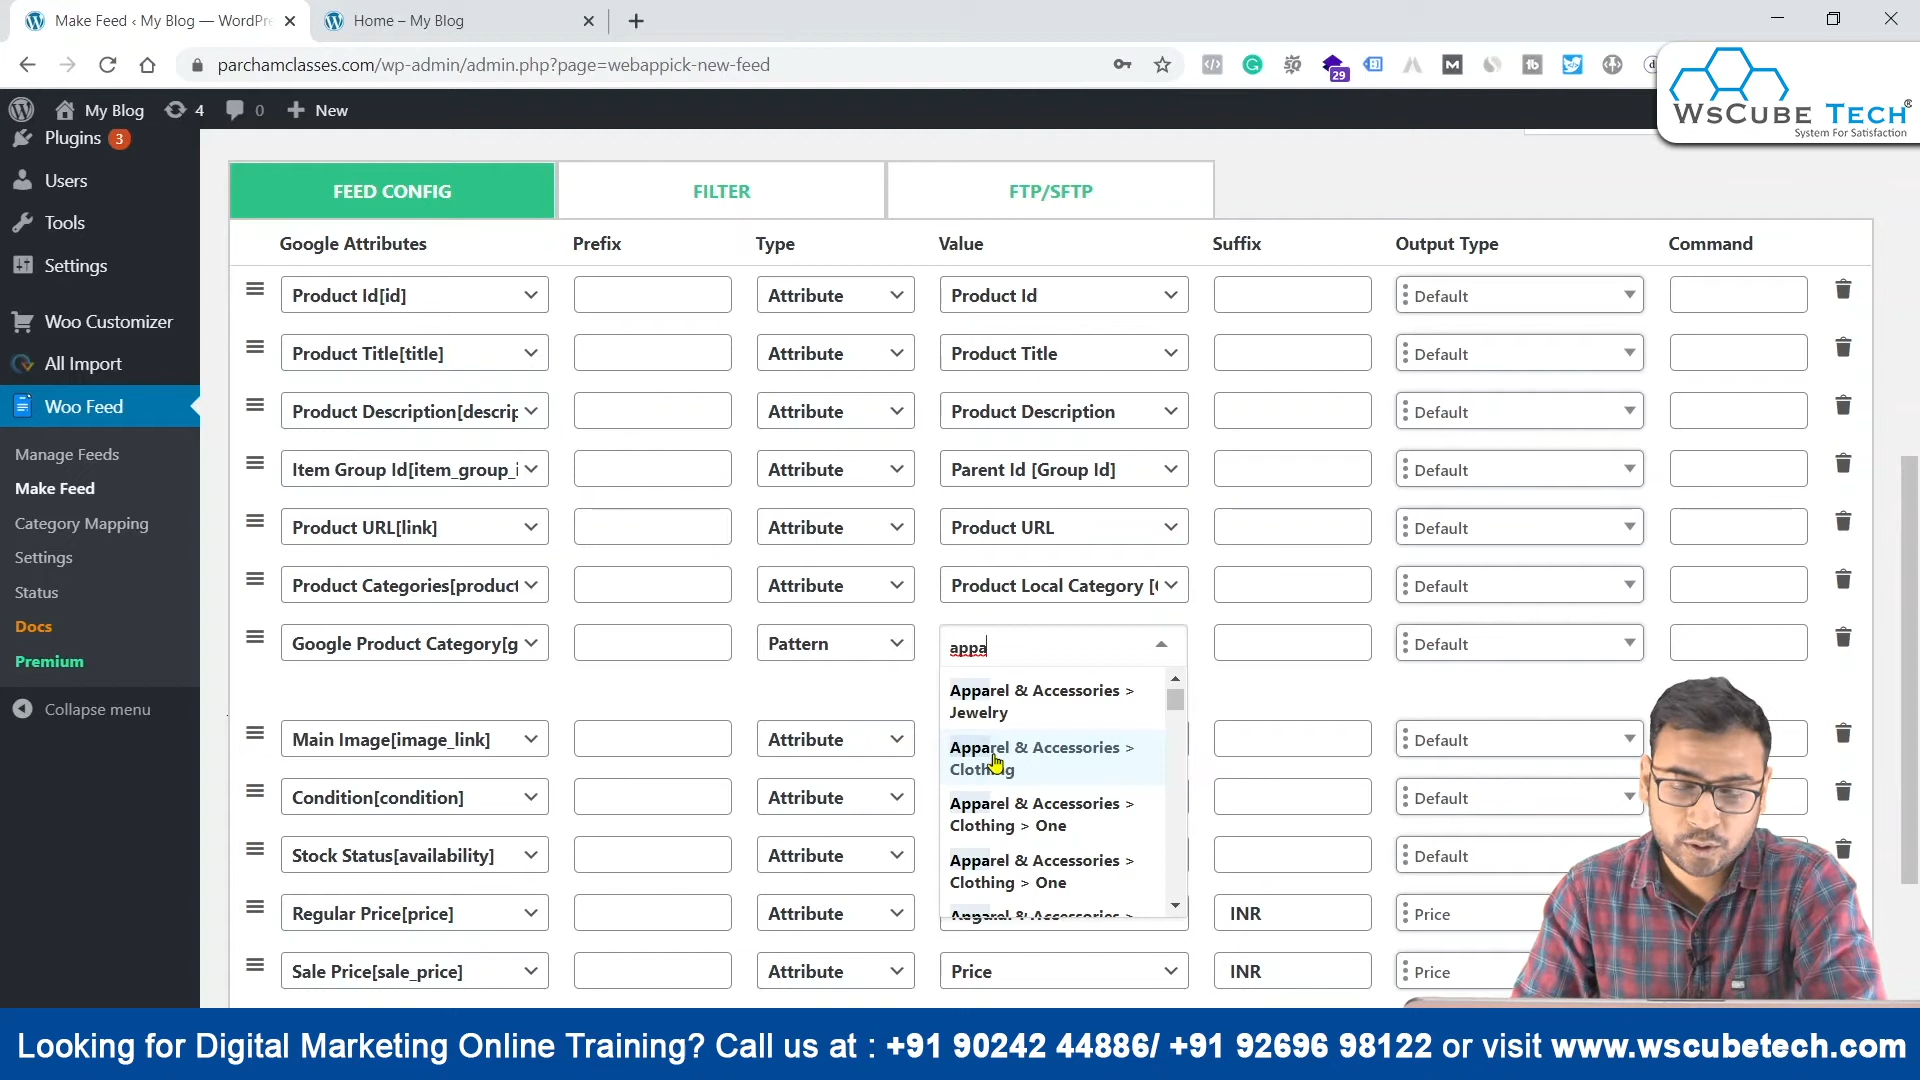 Make Feed ‹ My Blog — WordPre
Home – My Blog
parchamclasses.com/wp-admin/admin.php?page=webappick-new-feed
29
WsCube Tech®
System For Satisfaction
My Blog
4
0
New
Plugins 3
Users
Tools
Settings
Woo Customizer
All Import
Woo Feed
Manage Feeds
Make Feed
Category Mapping
Settings
Status
Docs
Premium
Collapse menu
FEED CONFIG
FILTER
FTP/SFTP
Google Attributes Prefix Type Value Suffix Output Type Command
Product Id[id] Attribute Product Id Default
Product Title[title] Attribute Product Title Default
Product Description[descrip Attribute Product Description Default
Item Group Id[item_group_i Attribute Parent Id [Group Id] Default
Product URL[link] Attribute Product URL Default
Product Categories[product Attribute Product Local Category [ Default
Google Product Category[g Pattern appa Default
Apparel & Accessories >
Jewelry
Apparel & Accessories >
Clothing
Apparel & Accessories >
Clothing > One
Apparel & Accessories >
Clothing > One
Apparel & Accessories >
Main Image[image_link] Attribute Default
Condition[condition] Attribute Default
Stock Status[availability] Attribute Default
Regular Price[price] Attribute INR Price
Sale Price[sale_price] Attribute Price INR Price
Looking for Digital Marketing Online Training? Call us at : +91 90242 44886/ +91 92696 98122 or visit www.wscubetech.com